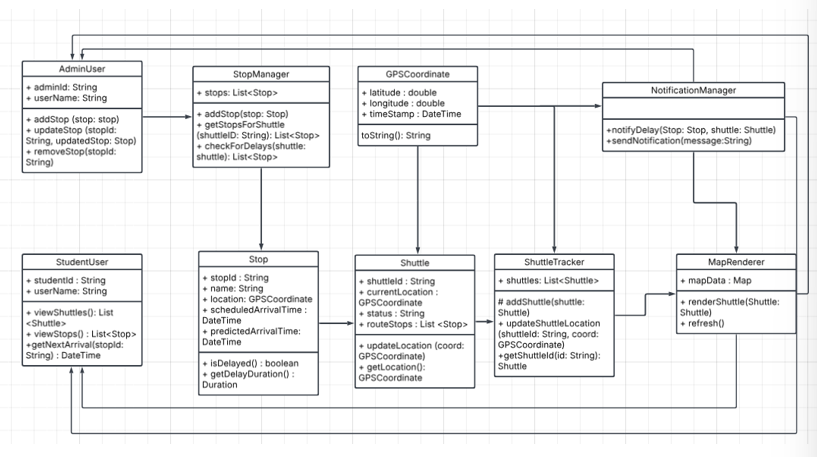 AdminUser
+ adminId: String
+ userName: String
+ addStop (stop: stop)
+ updateStop (stopId:
String, updatedStop: Stop)
+ removeStop(stopId:
String)
StopManager
+ stops: List<Stop>
+ addStop(stop: Stop)
+ getStopsForShuttle
(shuttleID: String): List<Stop>
+ checkForDelays(shuttle:
shuttle): List<Stop>
GPSCoordinate
+ latitude : double
+ longitude : double
+ timeStamp : DateTime
toString(): String
NotificationManager
+notifyDelay(Stop: Stop, shuttle: Shuttle)
+sendNotification(message:String)
StudentUser
+ studentId : String
+ userName: String
+ viewShuttles(): List
<Shuttle>
+ viewStops() : List<Stop>
+getNextArrival(stopId:
String) : DateTime
Stop
+ stopId : String
+ name: String
+ location: GPSCoordinate
+ scheduledArrivalTime :
DateTime
+ predictedArrivalTime:
DateTime
+ isDelayed() : boolean
+ getDelayDuration() :
Duration
Shuttle
+ shuttleId : String
+ currentLocation :
GPSCoordinate
+ status : String
+ routeStops : List <Stop>
+ updateLocation (coord:
GPSCoordinate)
+ getLocation():
GPSCoordinate
ShuttleTracker
+ shuttles: List<Shuttle>
# addShuttle(shuttle:
Shuttle)
+ updateShuttleLocation
(shuttleId: String, coord:
GPSCoordinate)
+getShuttleId(id: String):
Shuttle
MapRenderer
+ mapData : Map
+ renderShuttle(Shuttle:
Shuttle)
+ refresh()